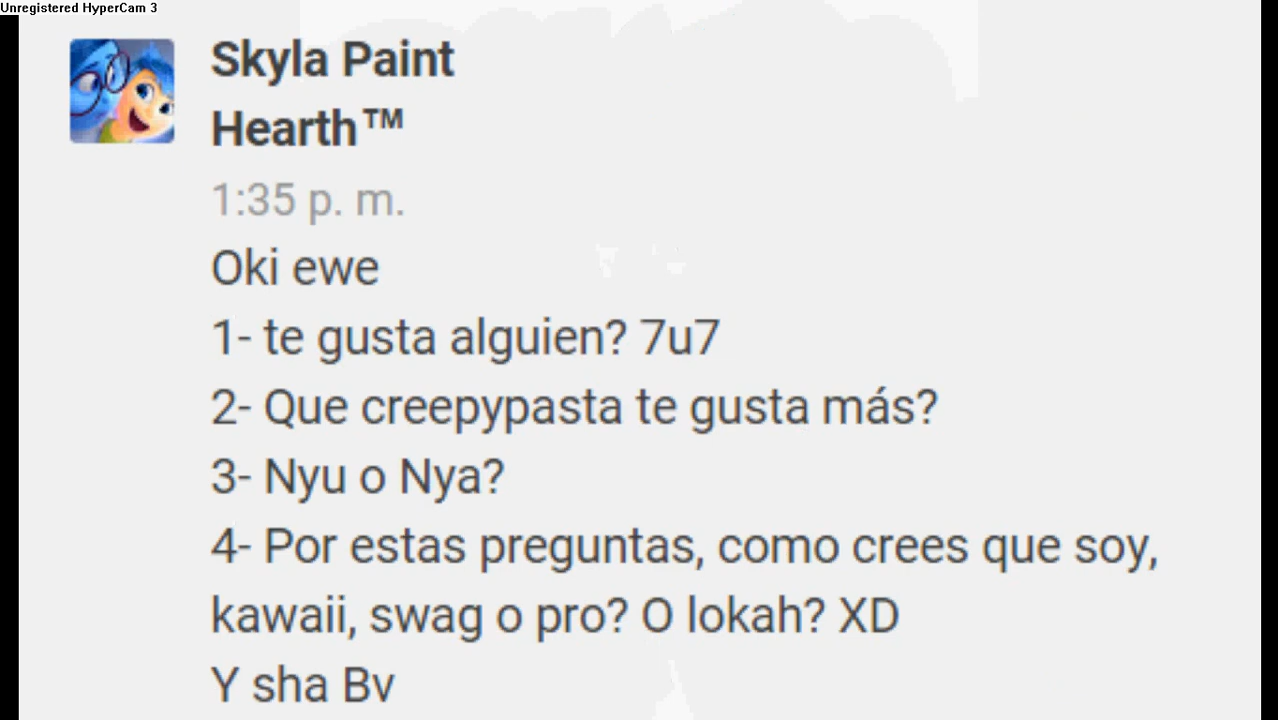 Unregistered HyperCam 3
Skyla Paint
Hearth™
1:35 p. m.
Oki ewe
1- te gusta alguien? 7u7
2- Que creepypasta te gusta más?
3- Nyu o Nya?
4- Por estas preguntas, como crees que soy,
kawaii, swag o pro? O lokah? XD
Y sha Bv